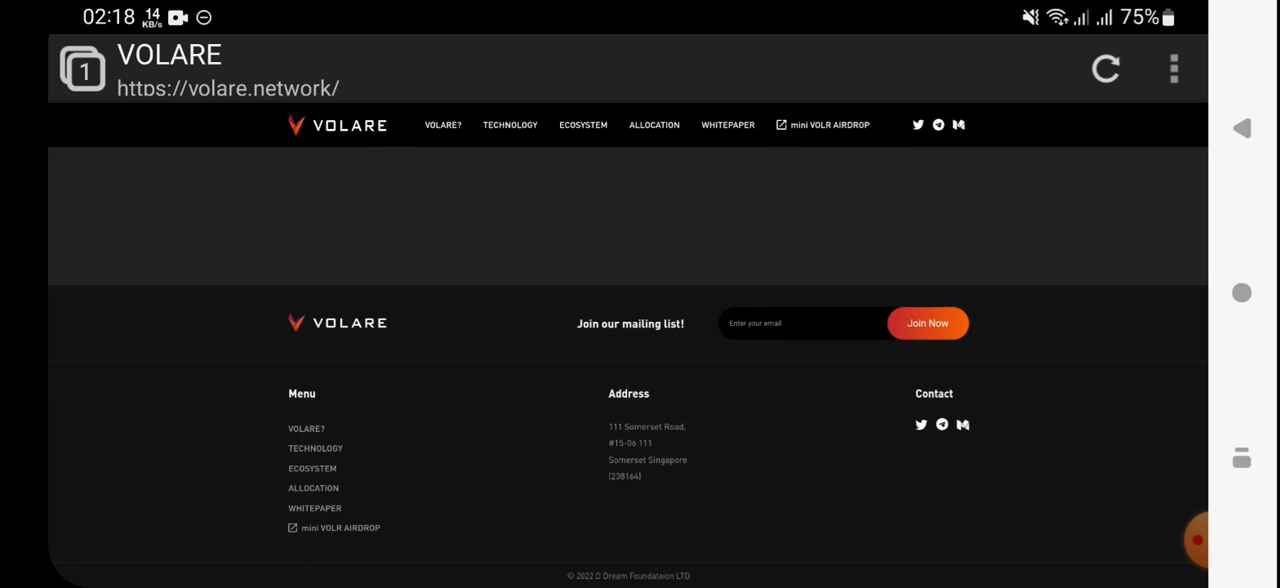 02:18 14 KB/s 75%
1
VOLARE
https://volare.network/
VOLARE VOLARE? TECHNOLOGY ECOSYSTEM ALLOCATION WHITEPAPER mini VOLR AIRDROP
VOLARE Join our mailing list! Enter your email Join Now
Menu
VOLARE?
TECHNOLOGY
ECOSYSTEM
ALLOCATION
WHITEPAPER
mini VOLR AIRDROP
Address
111 Somerset Road,
#15-06 111
Somerset Singapore
(238164)
Contact
© 2022 D Dream Foundataion LTD